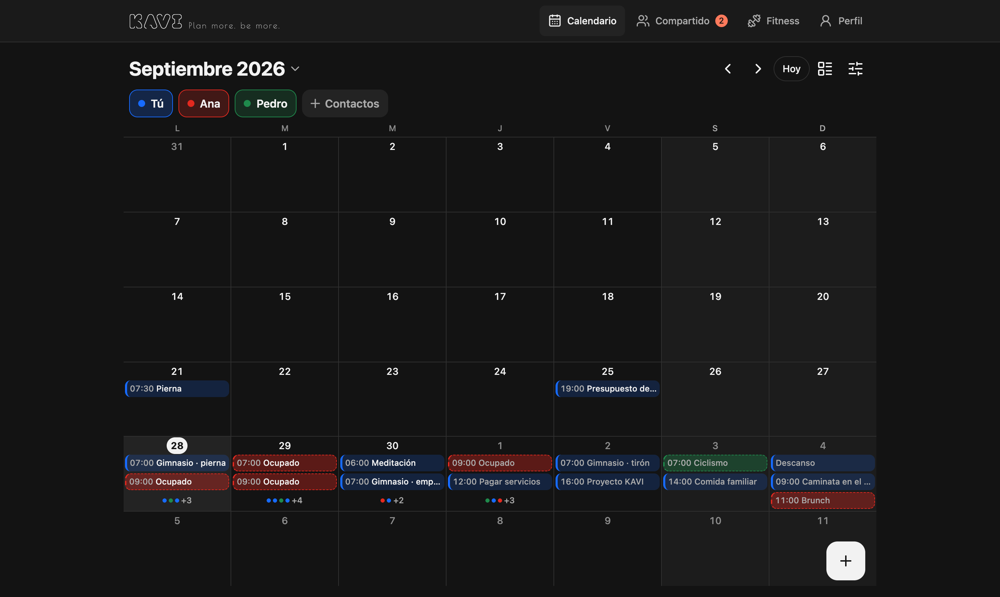 KAVI Plan more. be more.
Calendario Compartido 2 Fitness Perfil
Septiembre 2026
Hoy
Tú Ana Pedro + Contactos
L M M J V S D
31 1 2 3 4 5 6
7 8 9 10 11 12 13
14 15 16 17 18 19 20
21 22 23 24 25 26 27
07:30 Pierna 19:00 Presupuesto de...
28 29 30 1 2 3 4
07:00 Gimnasio · pierna 07:00 Ocupado 06:00 Meditación 09:00 Ocupado 07:00 Gimnasio · tirón 07:00 Ciclismo Descanso
09:00 Ocupado 09:00 Ocupado 07:00 Gimnasio · emp... 12:00 Pagar servicios 16:00 Proyecto KAVI 14:00 Comida familiar 09:00 Caminata en el ...
+3 +4 +2 +3 11:00 Brunch
5 6 7 8 9 10 11
+